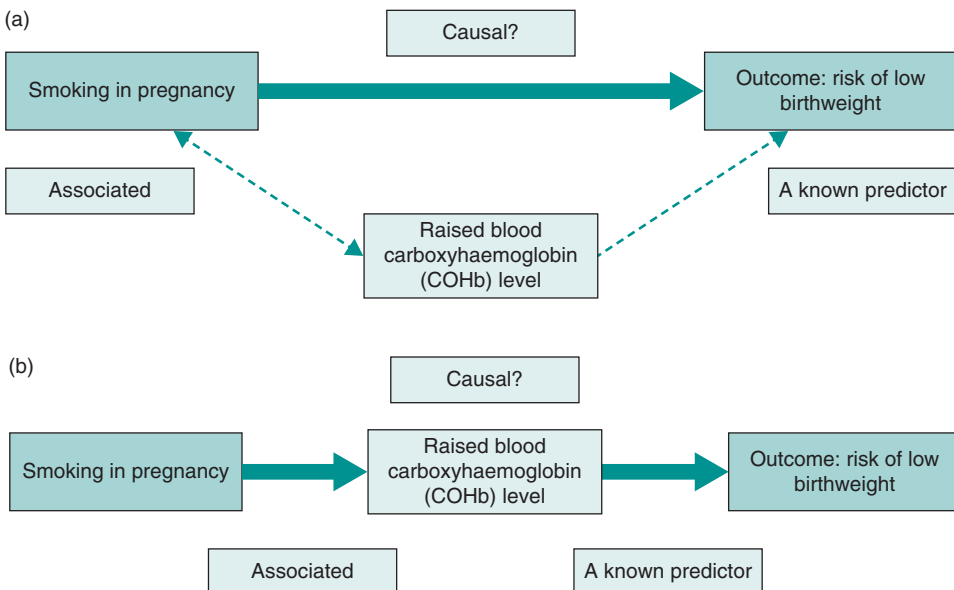 (a)
Causal?
Smoking in pregnancy
Outcome: risk of low
birthweight
Associated
A known predictor
Raised blood
carboxyhaemoglobin
(COHb) level
(b)
Causal?
Smoking in pregnancy
Raised blood
carboxyhaemoglobin
(COHb) level
Outcome: risk of low
birthweight
Associated
A known predictor